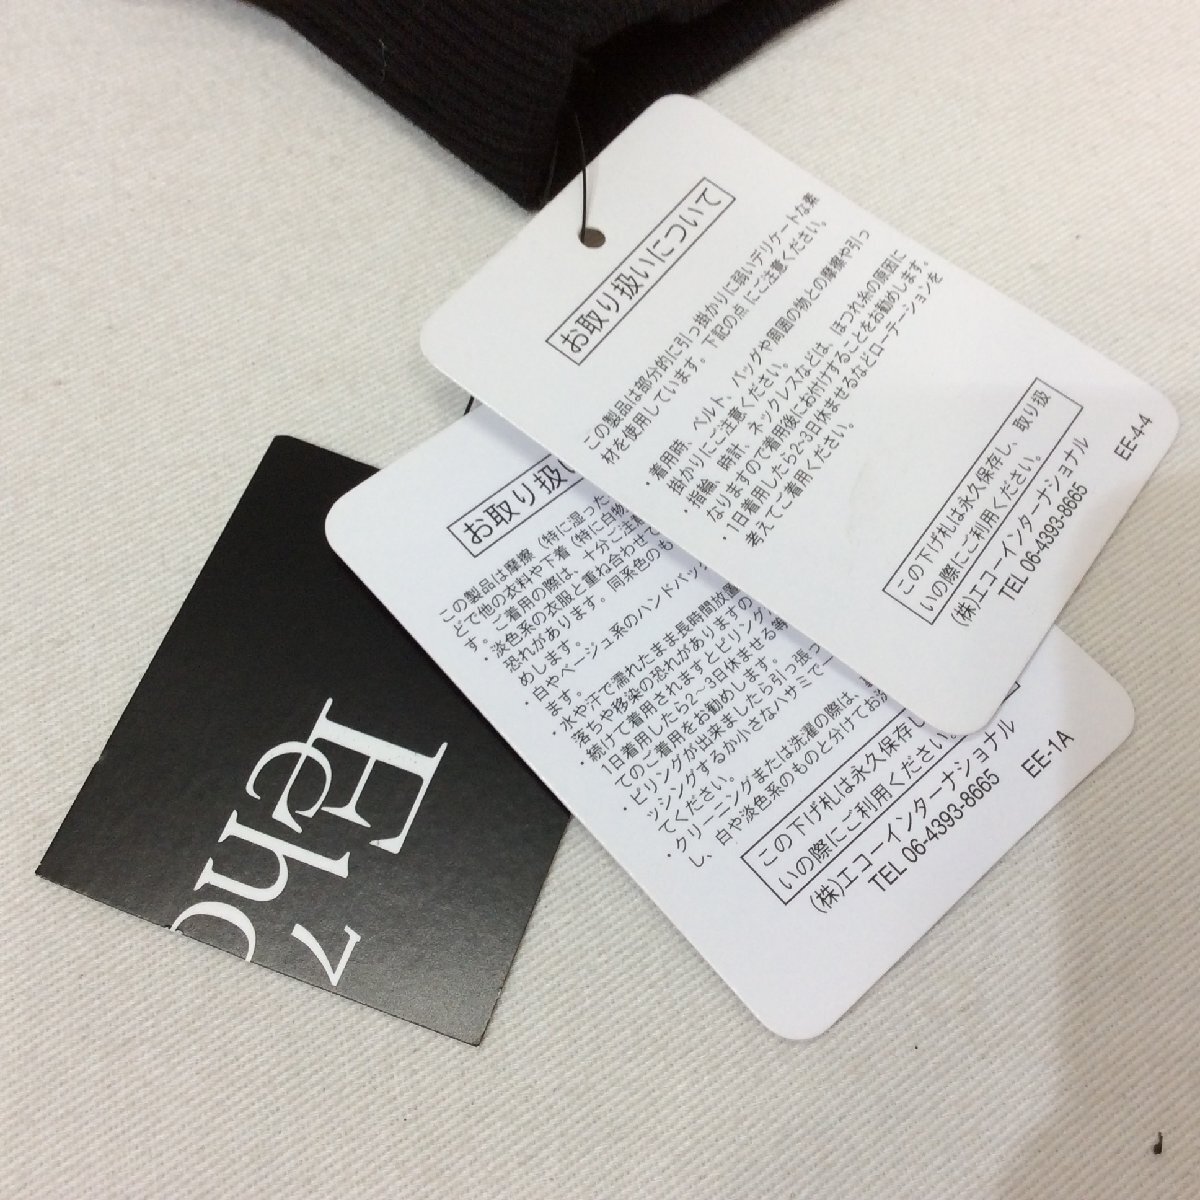 お取り扱いについて
この製品は部分的に引っ掛かりに弱いデリケートな素
材を使用しています。下記の点にご注意ください。
・着用時、ベルト、バッグや周囲の物との摩擦や引っ
掛かりにご注意ください。
・指輪、時計、ネックレスなどは、ほつれ糸の原因に
なりますので着用後にお付けすることをお勧めします。
・1日着用したら2~3日休ませるなどローテーションを
考えてご着用ください。
この下げ札は永久保存し、取り扱
いの際にご利用ください。
(株)エコーインターナショナル
TEL 06-4393-8665
EE-4-4
お取り扱い
この製品は摩擦(特に湿った
どで他の衣料や下着(特に白物
す。ご着用の際は、十分ご注意
・淡色系の衣服と重ね合わせて
恐れがあります。同系色のも
めします。
・白やベージュ系のハンドバッグ
ます。
・水や汗で濡れたまま長時間放置
落ちや移染の恐れがありますの
・続けて着用されますとピリング
1日着用したら2~3日休ませる等
てのご着用をお勧めします。
・ピリングが出来ましたら引っ張っ
ッシングするか小さなハサミで一
てください。
・クリーニングまたは洗濯の際は、
し、白や淡色系のものと分けてお洗
この下げ札は永久保存し
いの際にご利用ください。
(株)エコーインターナショナル
TEL 06-4393-8665
EE-1A